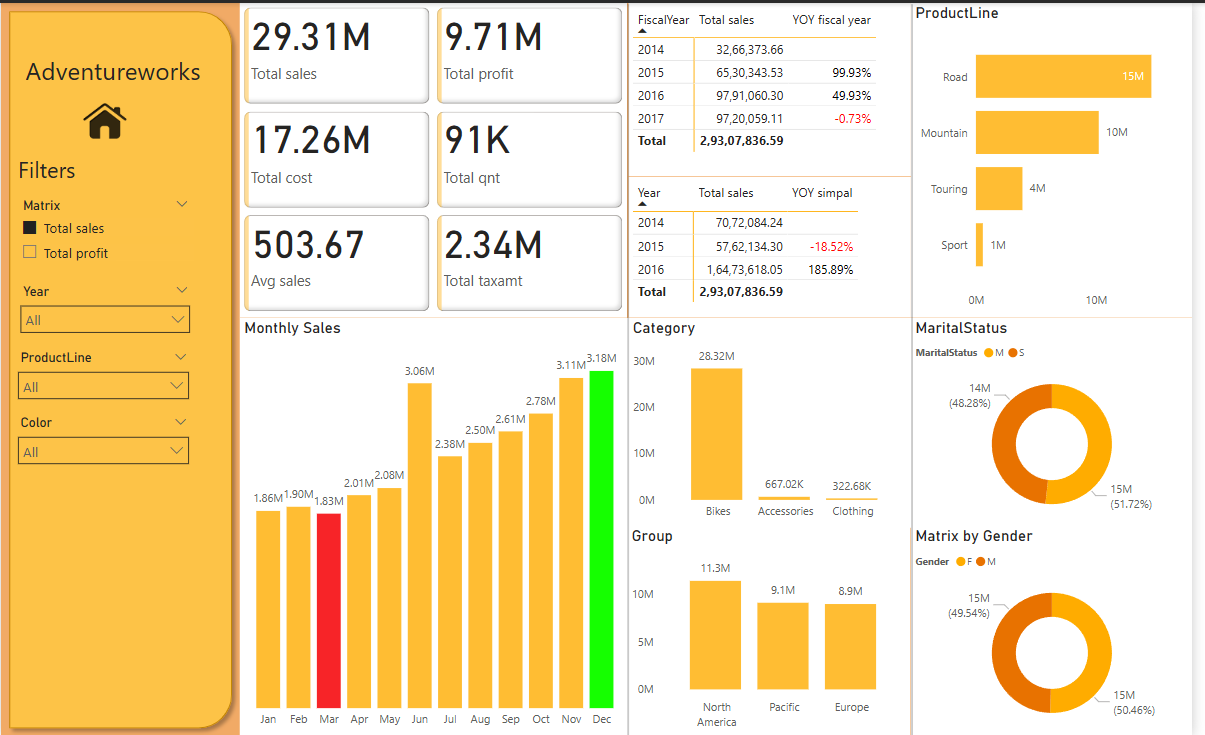 Adventureworks
Filters
Matrix
Total sales
Total profit
Year
All
ProductLine
All
Color
All
29.31M
Total sales
9.71M
Total profit
17.26M
Total cost
91K
Total qnt
503.67
Avg sales
2.34M
Total taxamt
FiscalYear Total sales YOY fiscal year
2014 32,66,373.66
2015 65,30,343.53 99.93%
2016 97,91,060.30 49.93%
2017 97,20,059.11 -0.73%
Total 2,93,07,836.59
Year Total sales YOY simpal
2014 70,72,084.24
2015 57,62,134.30 -18.52%
2016 1,64,73,618.05 185.89%
Total 2,93,07,836.59
ProductLine
Road 15M
Mountain 10M
Touring 4M
Sport 1M
0M 10M
Monthly Sales
1.86M 1.90M 1.83M 2.01M 2.08M 3.06M 2.38M 2.50M 2.61M 2.78M 3.11M 3.18M
Jan Feb Mar Apr May Jun Jul Aug Sep Oct Nov Dec
Category
30M
20M
10M
0M
28.32M 667.02K 322.68K
Bikes Accessories Clothing
Group
10M
5M
0M
11.3M 9.1M 8.9M
North Pacific Europe
America
MaritalStatus
MaritalStatus M S
14M
(48.28%)
15M
(51.72%)
Matrix by Gender
Gender F M
15M
(49.54%)
15M
(50.46%)